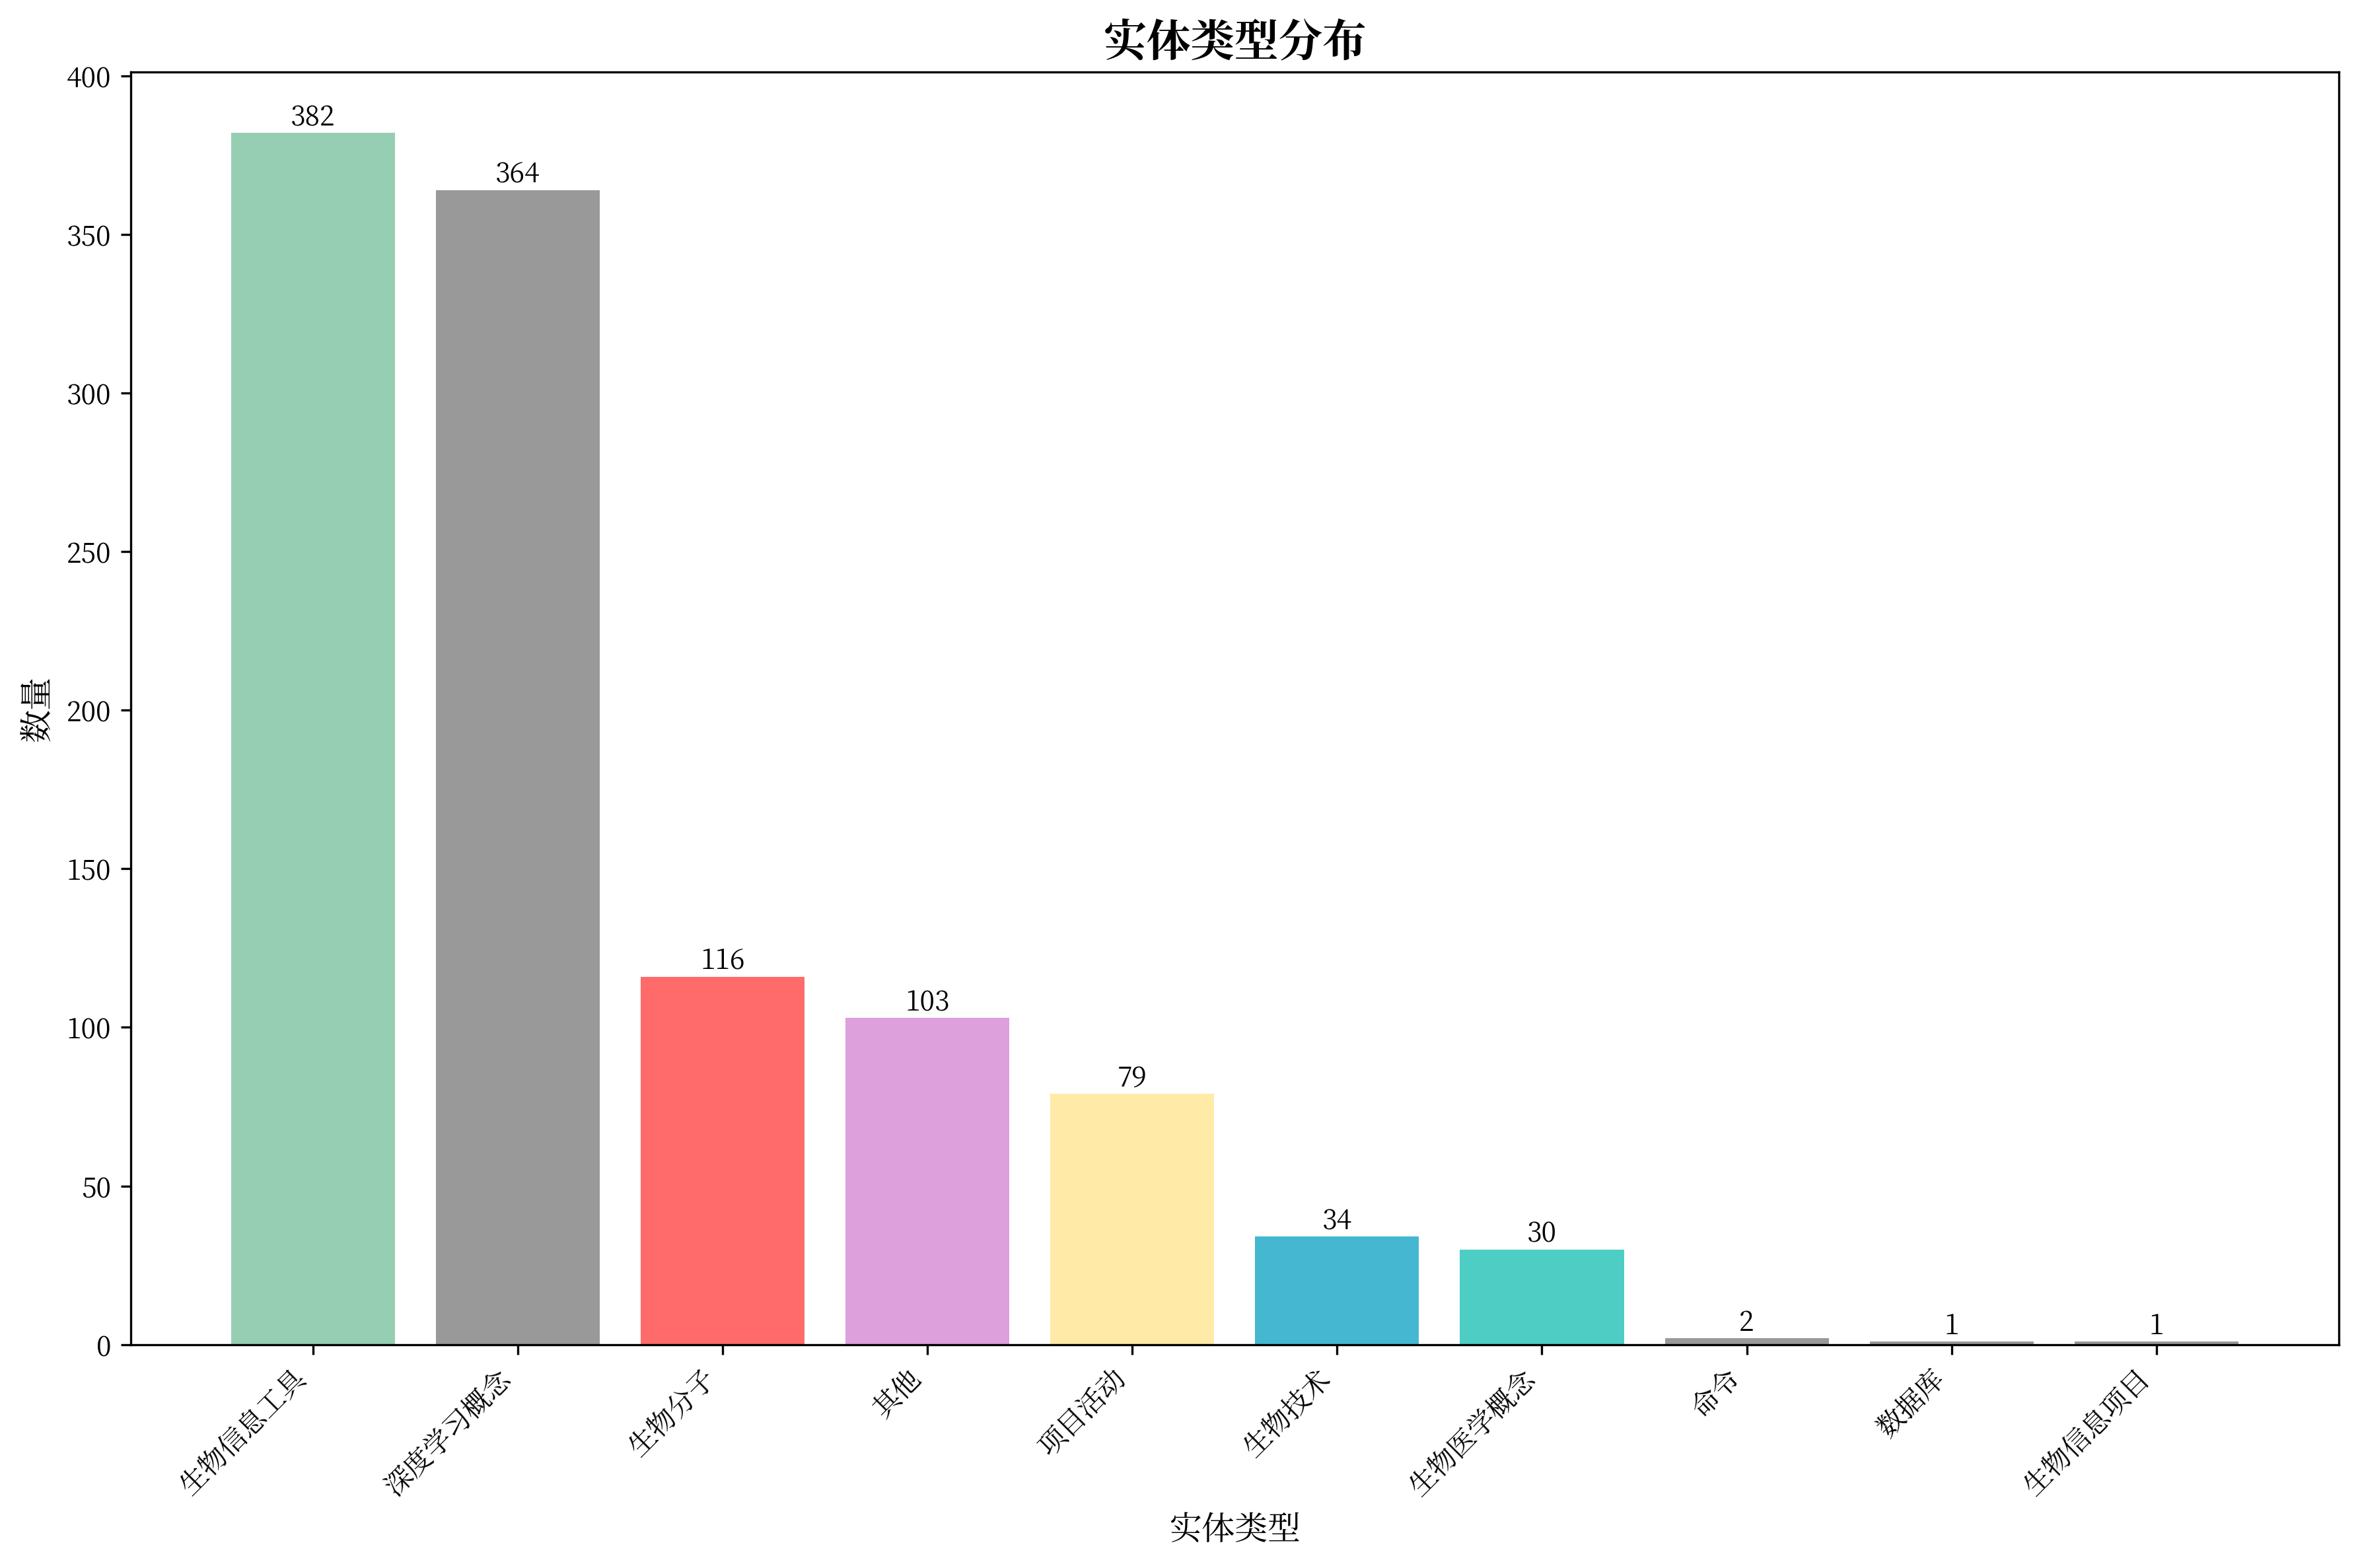 实体类型分布
数量
400
350
300
250
200
150
100
50
0
382
364
116
103
79
34
30
2
1
1
生物信息工具
深度学习概念
生物分子
其他
项目活动
生物技术
生物医学概念
命令
数据库
生物信息项目
实体类型